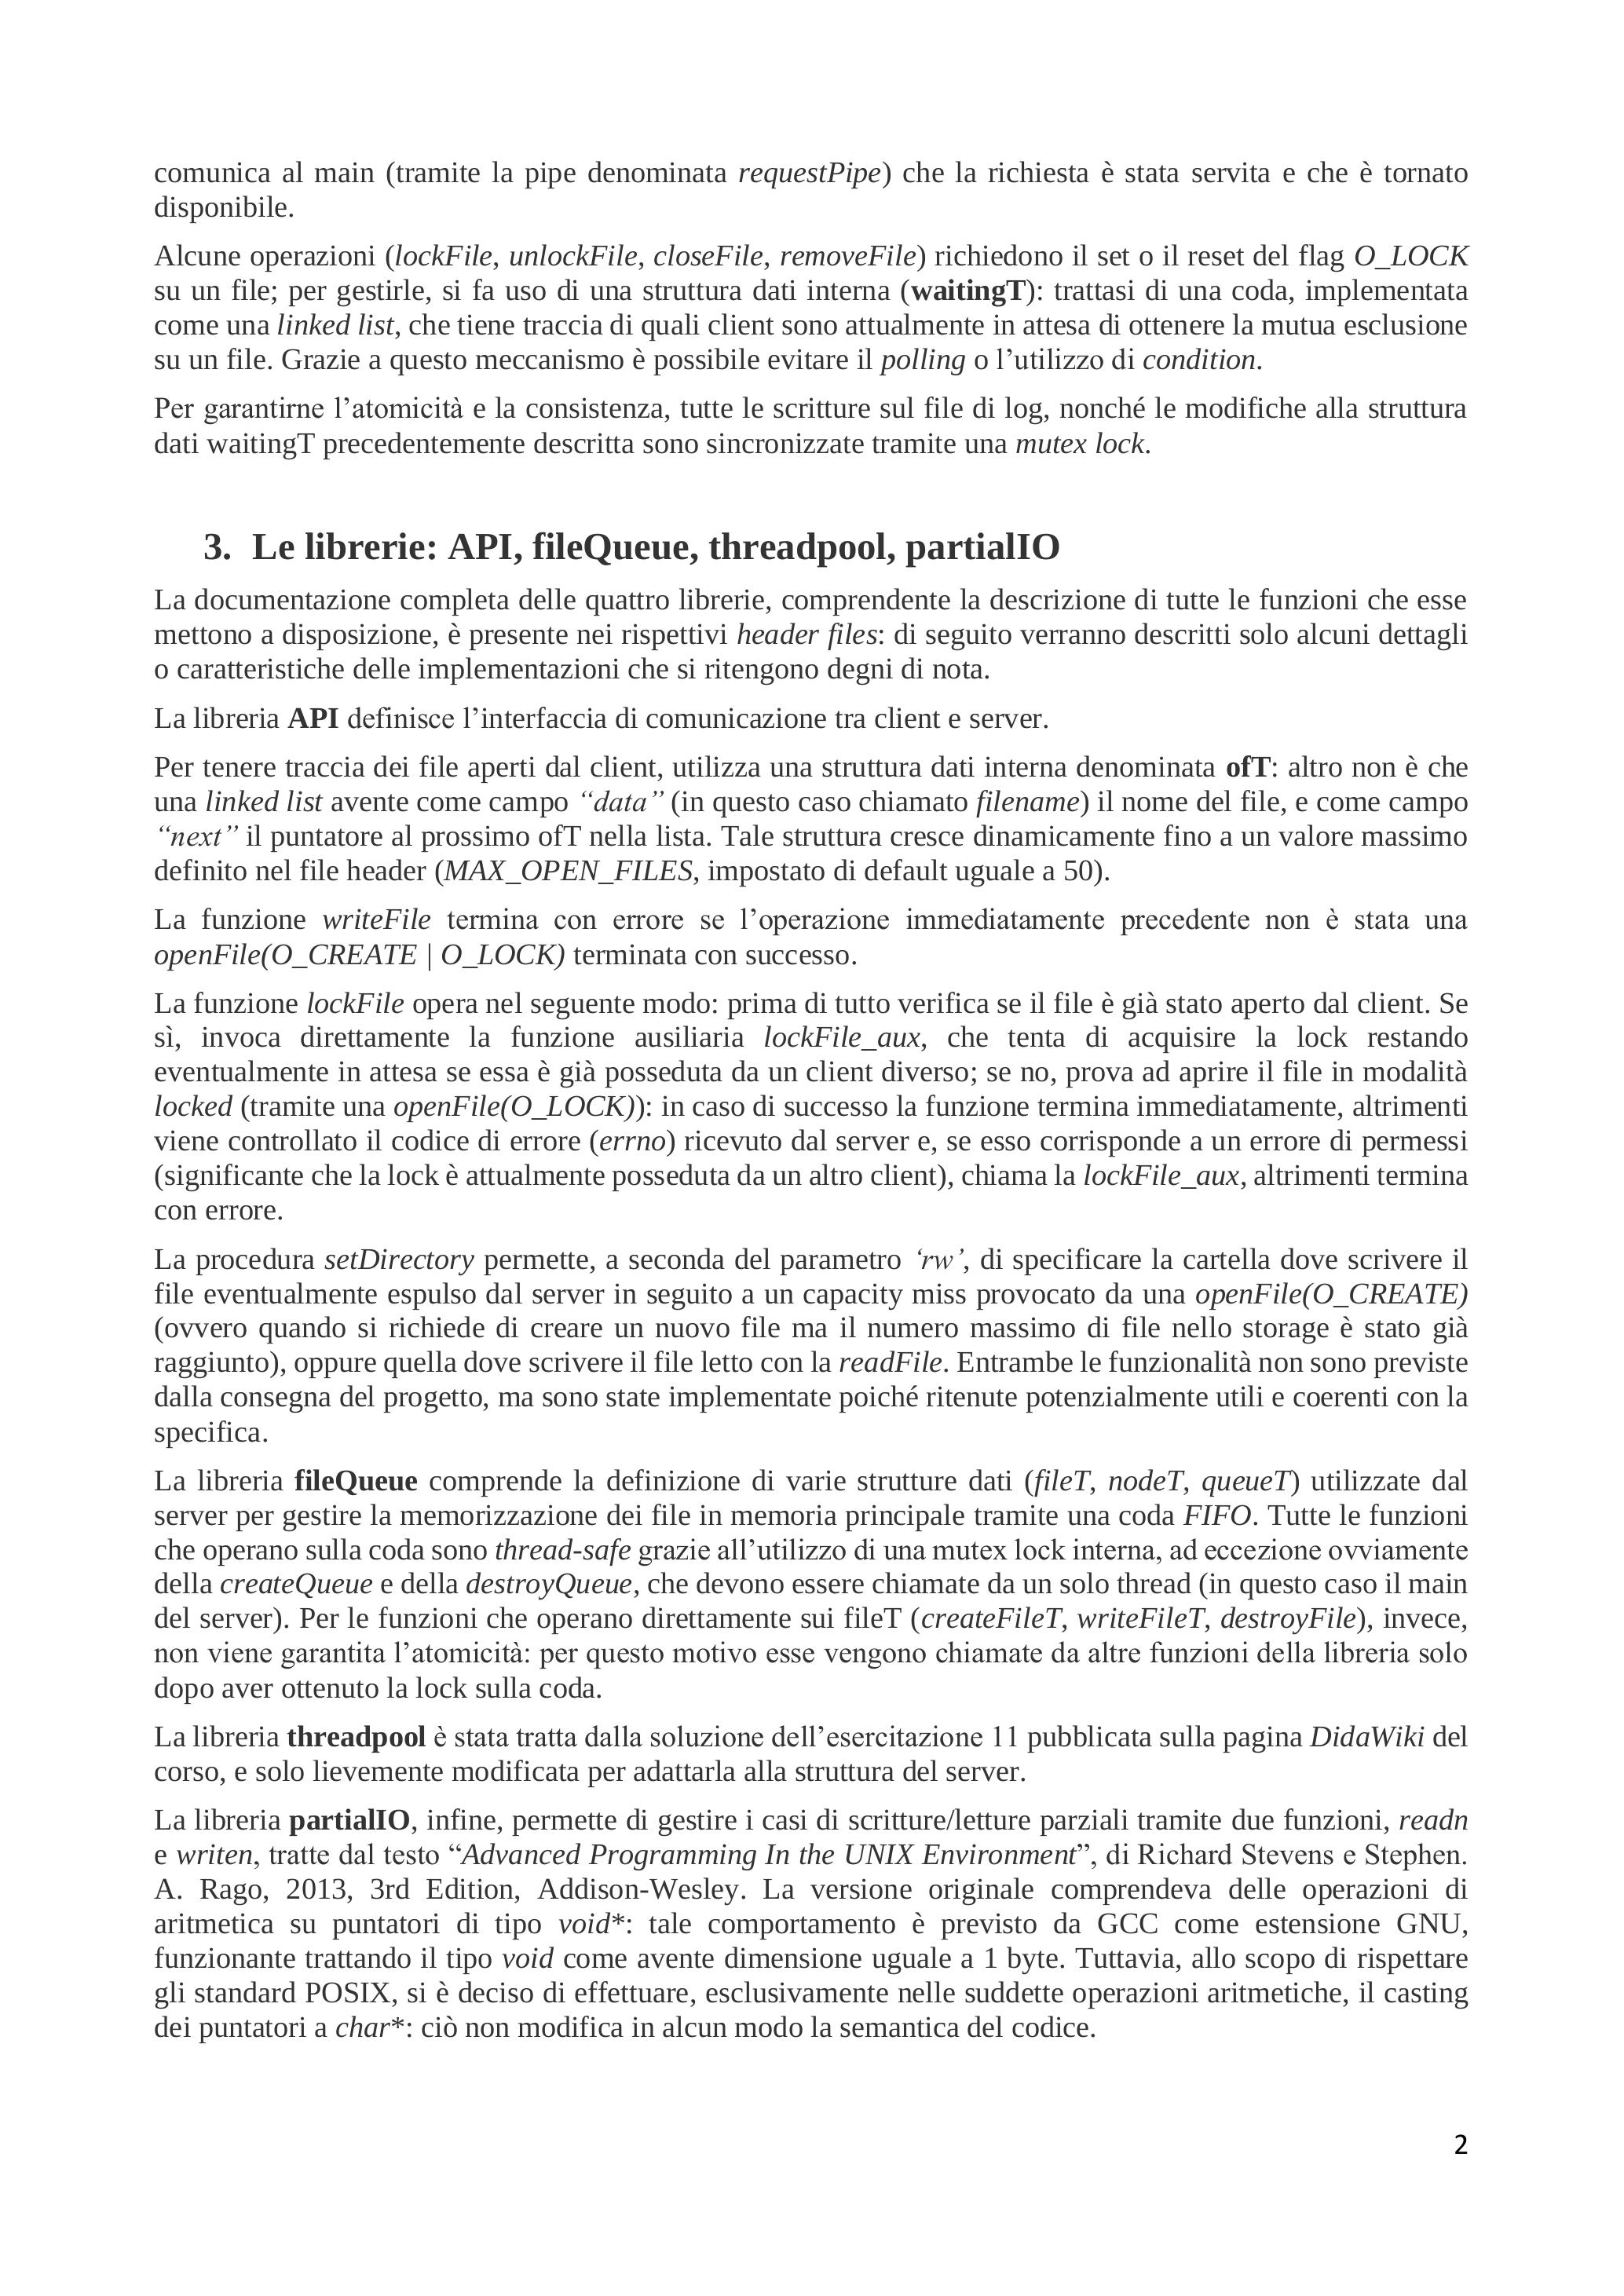 comunica al main (tramite la pipe denominata requestPipe) che la richiesta è stata servita e che è tornato
disponibile.
Alcune operazioni (lockFile, unlockFile, closeFile, removeFile) richiedono il set o il reset del flag O_LOCK
su un file; per gestirle, si fa uso di una struttura dati interna (waitingT): trattasi di una coda, implementata
come una linked list, che tiene traccia di quali client sono attualmente in attesa di ottenere la mutua esclusione
su un file. Grazie a questo meccanismo è possibile evitare il polling o l’utilizzo di condition.
Per garantirne l’atomicità e la consistenza, tutte le scritture sul file di log, nonché le modifiche alla struttura
dati waitingT precedentemente descritta sono sincronizzate tramite una mutex lock.
3. Le librerie: API, fileQueue, threadpool, partialIO
La documentazione completa delle quattro librerie, comprendente la descrizione di tutte le funzioni che esse
mettono a disposizione, è presente nei rispettivi header files: di seguito verranno descritti solo alcuni dettagli
o caratteristiche delle implementazioni che si ritengono degni di nota.
La libreria API definisce l’interfaccia di comunicazione tra client e server.
Per tenere traccia dei file aperti dal client, utilizza una struttura dati interna denominata ofT: altro non è che
una linked list avente come campo “data” (in questo caso chiamato filename) il nome del file, e come campo
“next” il puntatore al prossimo ofT nella lista. Tale struttura cresce dinamicamente fino a un valore massimo
definito nel file header (MAX_OPEN_FILES, impostato di default uguale a 50).
La funzione writeFile termina con errore se l’operazione immediatamente precedente non è stata una
openFile(O_CREATE | O_LOCK) terminata con successo.
La funzione lockFile opera nel seguente modo: prima di tutto verifica se il file è già stato aperto dal client. Se
sì, invoca direttamente la funzione ausiliaria lockFile_aux, che tenta di acquisire la lock restando
eventualmente in attesa se essa è già posseduta da un client diverso; se no, prova ad aprire il file in modalità
locked (tramite una openFile(O_LOCK)): in caso di successo la funzione termina immediatamente, altrimenti
viene controllato il codice di errore (errno) ricevuto dal server e, se esso corrisponde a un errore di permessi
(significante che la lock è attualmente posseduta da un altro client), chiama la lockFile_aux, altrimenti termina
con errore.
La procedura setDirectory permette, a seconda del parametro ‘rw’, di specificare la cartella dove scrivere il
file eventualmente espulso dal server in seguito a un capacity miss provocato da una openFile(O_CREATE)
(ovvero quando si richiede di creare un nuovo file ma il numero massimo di file nello storage è stato già
raggiunto), oppure quella dove scrivere il file letto con la readFile. Entrambe le funzionalità non sono previste
dalla consegna del progetto, ma sono state implementate poiché ritenute potenzialmente utili e coerenti con la
specifica.
La libreria fileQueue comprende la definizione di varie strutture dati (fileT, nodeT, queueT) utilizzate dal
server per gestire la memorizzazione dei file in memoria principale tramite una coda FIFO. Tutte le funzioni
che operano sulla coda sono thread-safe grazie all’utilizzo di una mutex lock interna, ad eccezione ovviamente
della createQueue e della destroyQueue, che devono essere chiamate da un solo thread (in questo caso il main
del server). Per le funzioni che operano direttamente sui fileT (createFileT, writeFileT, destroyFile), invece,
non viene garantita l’atomicità: per questo motivo esse vengono chiamate da altre funzioni della libreria solo
dopo aver ottenuto la lock sulla coda.
La libreria threadpool è stata tratta dalla soluzione dell’esercitazione 11 pubblicata sulla pagina DidaWiki del
corso, e solo lievemente modificata per adattarla alla struttura del server.
La libreria partialIO, infine, permette di gestire i casi di scritture/letture parziali tramite due funzioni, readn
e writen, tratte dal testo “Advanced Programming In the UNIX Environment”, di Richard Stevens e Stephen.
A. Rago, 2013, 3rd Edition, Addison-Wesley. La versione originale comprendeva delle operazioni di
aritmetica su puntatori di tipo void*: tale comportamento è previsto da GCC come estensione GNU,
funzionante trattando il tipo void come avente dimensione uguale a 1 byte. Tuttavia, allo scopo di rispettare
gli standard POSIX, si è deciso di effettuare, esclusivamente nelle suddette operazioni aritmetiche, il casting
dei puntatori a char*: ciò non modifica in alcun modo la semantica del codice.
2